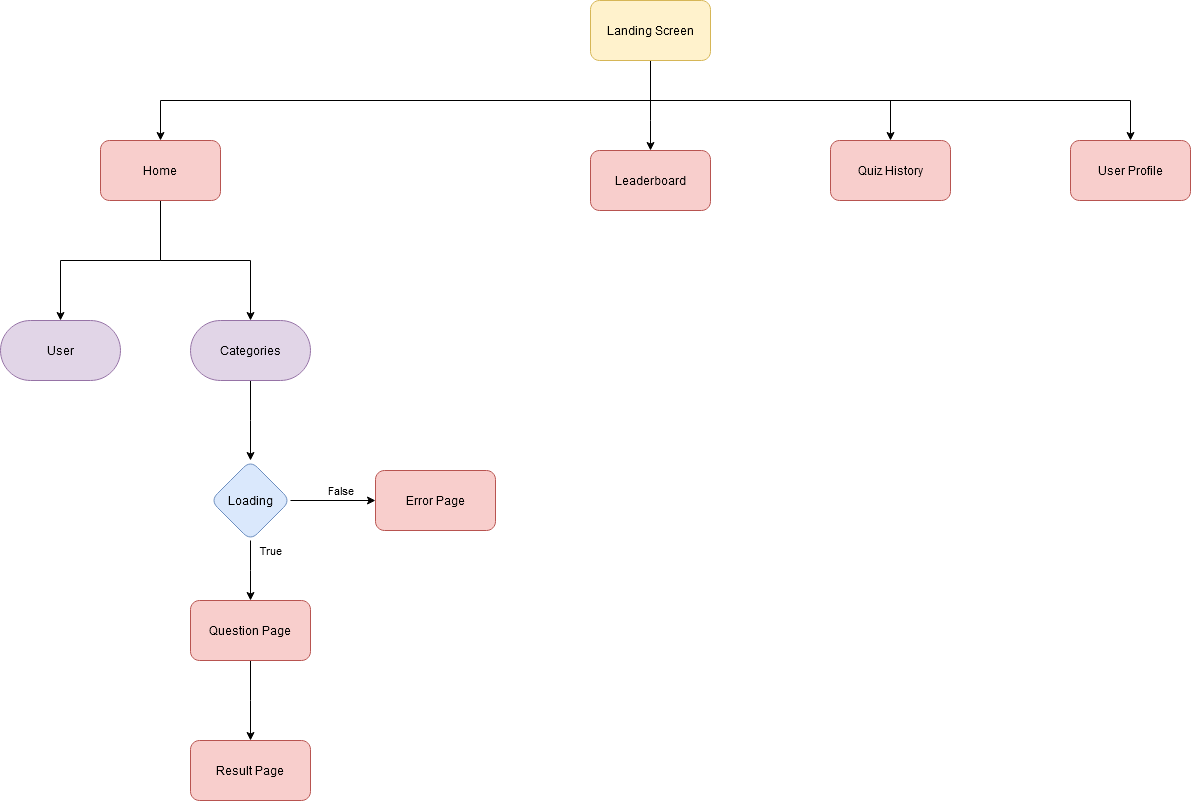 Landing Screen
Home
Leaderboard
Quiz History
User Profile
User
Categories
Loading
False
Error Page
True
Question Page
Result Page